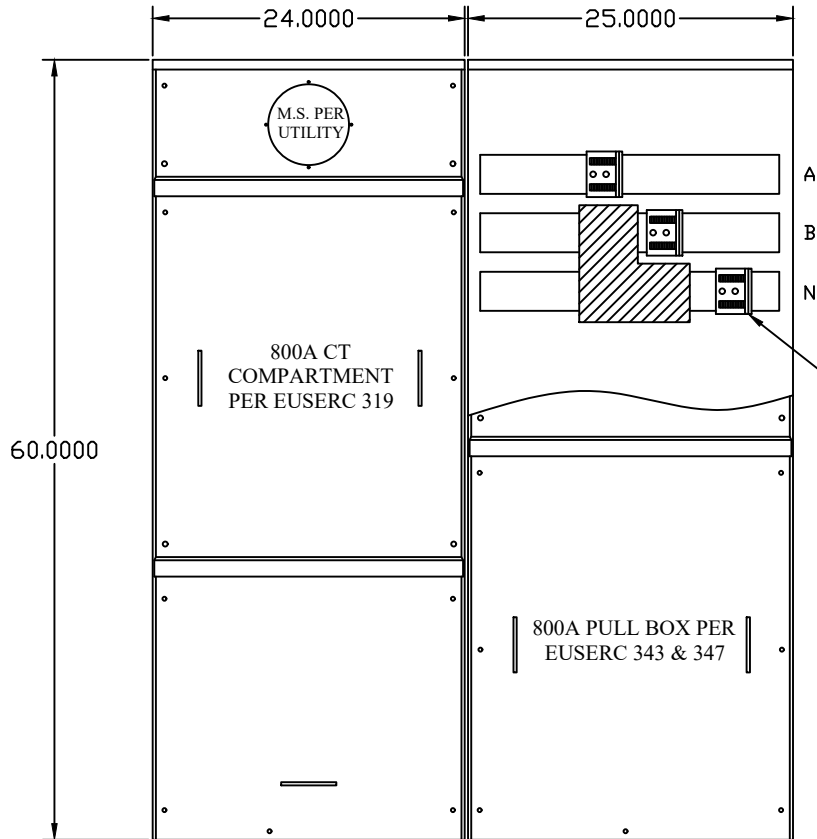 24.0000
25.0000
M.S. PER
UTILITY
A
B
N
800A CT
COMPARTMENT
PER EUSERC 319
60.0000
800A PULL BOX PER
EUSERC 343 & 347